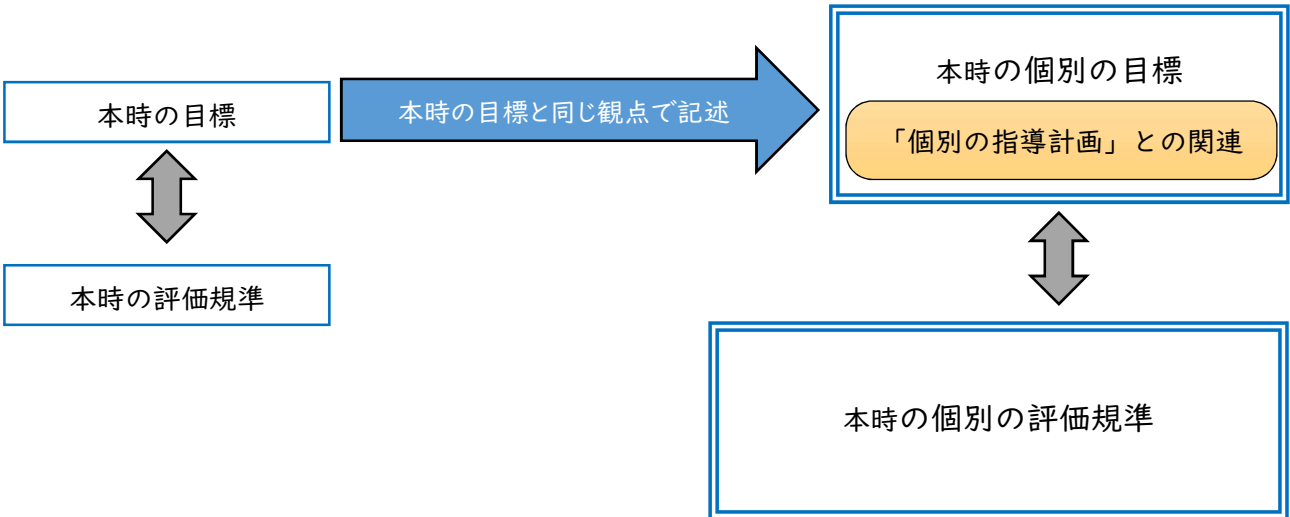 本時の個別の目標
本時の目標
本時の目標と同じ観点で記述
「個別の指導計画」との関連
本時の評価規準
本時の個別の評価規準